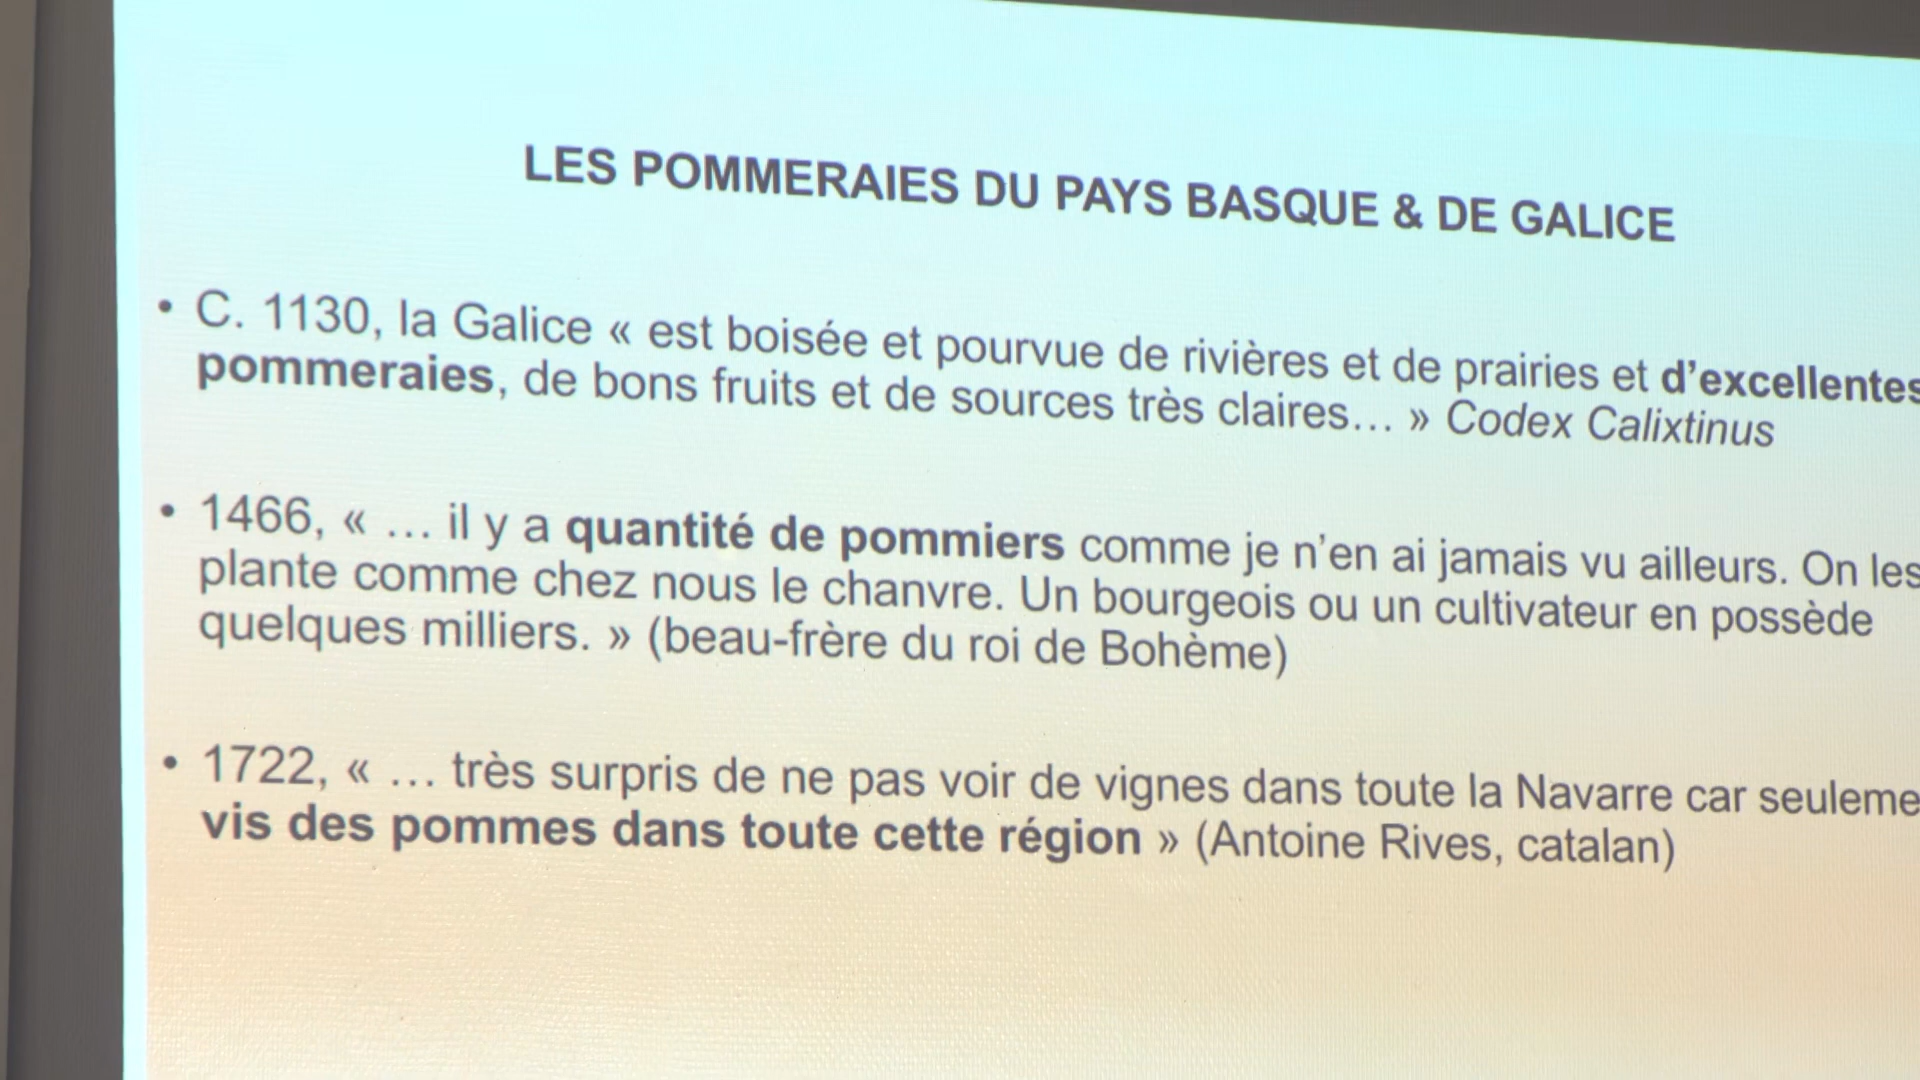 LES POMMERAIES DU PAYS BASQUE & DE GALICE
• C. 1130, la Galice « est boisée et pourvue de rivières et de prairies et d'excellentes
pommeraies, de bons fruits et de sources très claires… » Codex Calixtinus
• 1466, « … il y a quantité de pommiers comme je n'en ai jamais vu ailleurs. On les
plante comme chez nous le chanvre. Un bourgeois ou un cultivateur en possède
quelques milliers. » (beau-frère du roi de Bohème)
• 1722, « … très surpris de ne pas voir de vignes dans toute la Navarre car
vis des pommes dans toute cette région » (Antoine Rives, catalan)